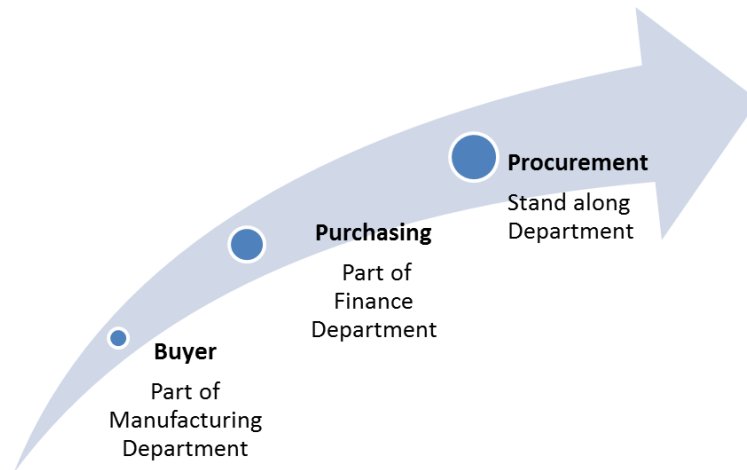 Buyer
Part of
Manufacturing
Department
Purchasing
Part of
Finance
Department
Procurement
Stand along
Department